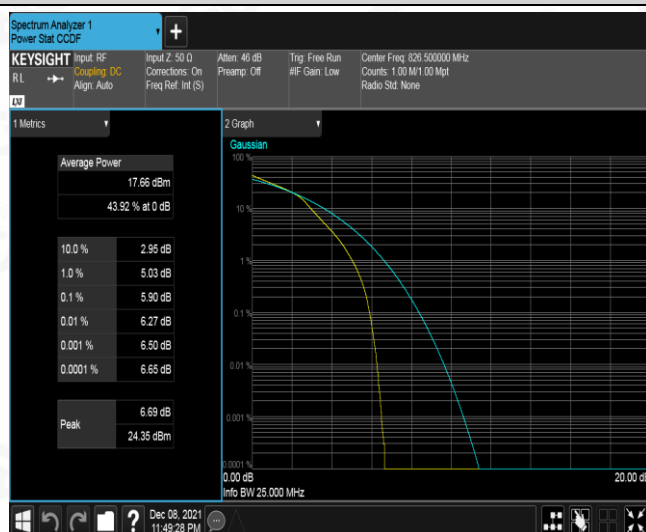 Spectrum Analyzer 1
Power Stat CCDF
+
KEYSIGHT Input: RF
RL
Coupling: DC
Align: Auto
LXI
Input Z: 50 Ω
Corrections: On
Freq Ref: Int (S)
Atten: 46 dB
Preamp: Off
Trig: Free Run
#IF Gain: Low
Center Freq: 826.500000 MHz
Counts: 1.00 M/1.00 Mpt
Radio Std: None
1 Metrics
Average Power
17.66 dBm
43.92 % at 0 dB
10.0 % 2.95 dB
1.0 % 5.03 dB
0.1 % 5.90 dB
0.01 % 6.27 dB
0.001 % 6.50 dB
0.0001 % 6.65 dB
Peak
6.69 dB
24.35 dBm
2 Graph
Gaussian
100 %
10 %
1 %
0.1 %
0.01 %
0.001 %
0.0001 %
0.00 dB
20.00 dB
Info BW 25.000 MHz
?
Dec 08, 2021
11:49:28 PM